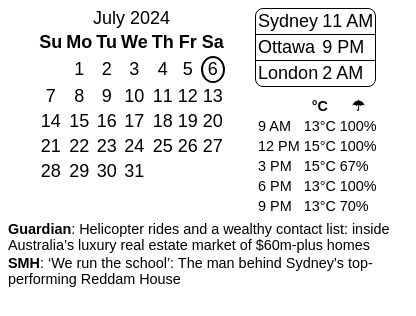 July 2024
Su Mo Tu We Th Fr Sa
1 2 3 4 5 6
7 8 9 10 11 12 13
14 15 16 17 18 19 20
21 22 23 24 25 26 27
28 29 30 31
Sydney 11 AM
Ottawa 9 PM
London 2 AM
°C ☂
9 AM 13°C 100%
12 PM 15°C 100%
3 PM 15°C 67%
6 PM 13°C 100%
9 PM 13°C 70%
Guardian: Helicopter rides and a wealthy contact list: inside
Australia’s luxury real estate market of $60m-plus homes
SMH: ‘We run the school’: The man behind Sydney’s top-
performing Reddam House